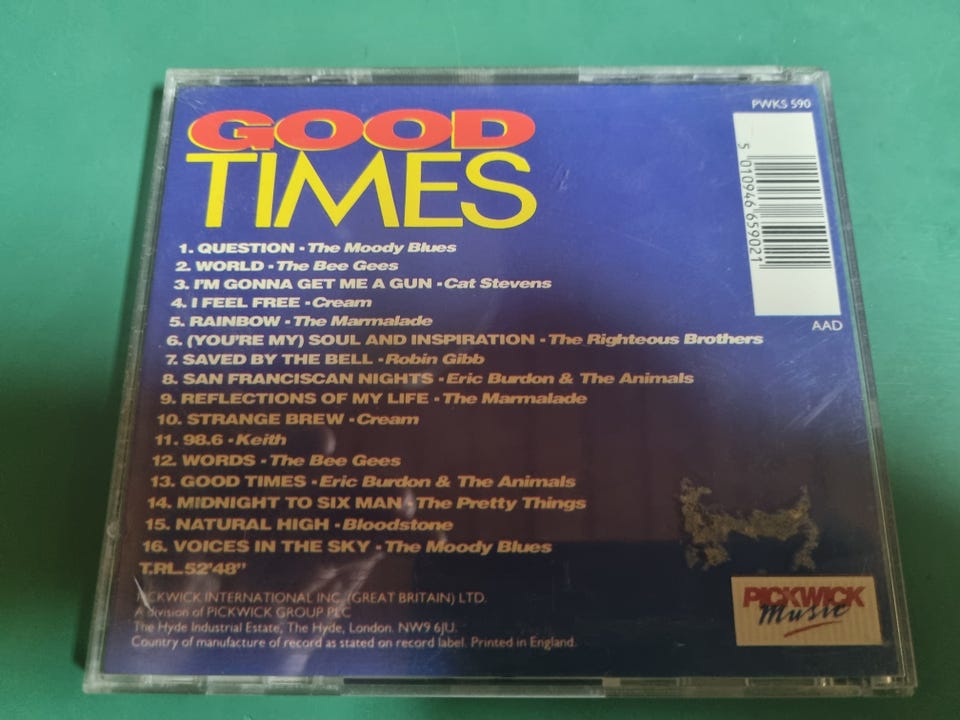 GOOD
TIMES
PWKS 590
5 010946 659021
AAD
1. QUESTION - The Moody Blues
2. WORLD - The Bee Gees
3. I'M GONNA GET ME A GUN - Cat Stevens
4. I FEEL FREE - Cream
5. RAINBOW - The Marmalade
6. (YOU'RE MY) SOUL AND INSPIRATION - The Righteous Brothers
7. SAVED BY THE BELL - Robin Gibb
8. SAN FRANCISCAN NIGHTS - Eric Burdon & The Animals
9. REFLECTIONS OF MY LIFE - The Marmalade
10. STRANGE BREW - Cream
11. 98.6 - Keith
12. WORDS - The Bee Gees
13. GOOD TIMES - Eric Burdon & The Animals
14. MIDNIGHT TO SIX MAN - The Pretty Things
15. NATURAL HIGH - Bloodstone
16. VOICES IN THE SKY - The Moody Blues
T.RL.52'48"
PICKWICK INTERNATIONAL INC. (GREAT BRITAIN) LTD.
A division of PICKWICK GROUP PLC
The Hyde Industrial Estate, The Hyde, London. NW9 6JU.
Country of manufacture of record as stated on record label. Printed in England.
PICKWICK
Music